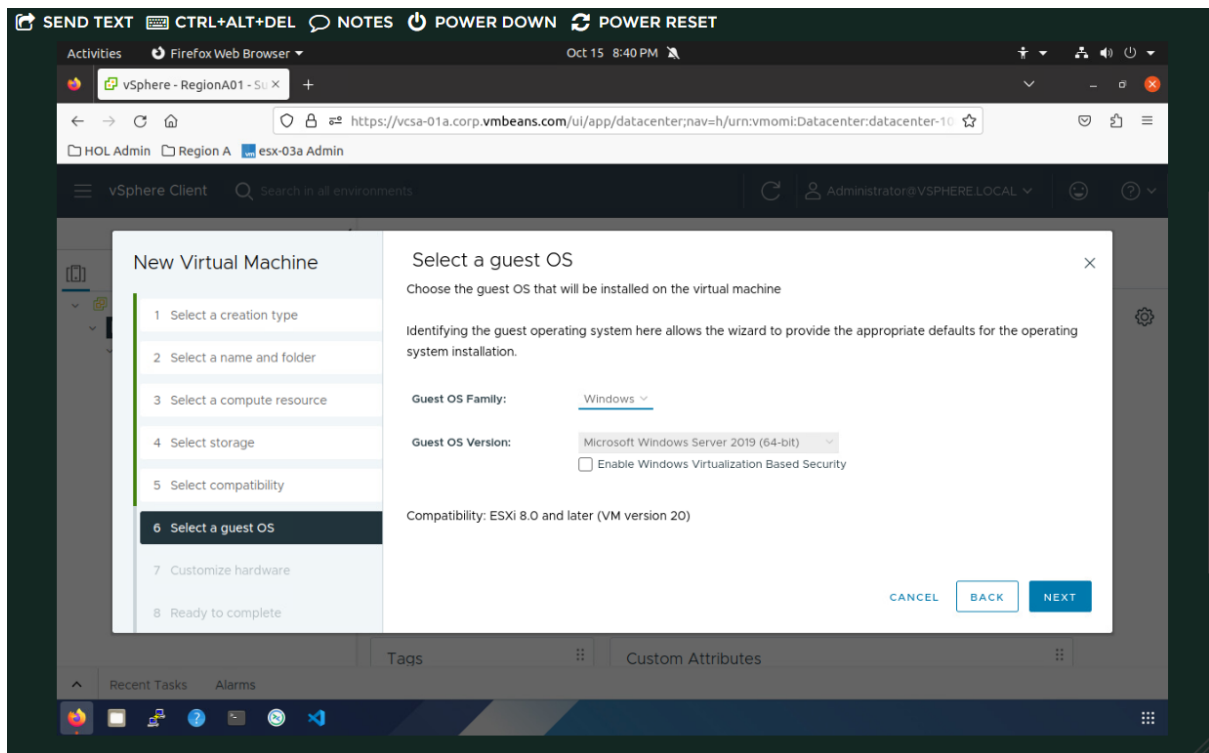 SEND TEXT CTRL+ALT+DEL NOTES POWER DOWN POWER RESET
Activities Firefox Web Browser Oct 15 8:40 PM
vSphere - RegionA01 - Su
https://vcsa-01a.corp.vmbeans.com/ui/app/datacenter;nav=h/urn:vmomi:Datacenter:datacenter-10
HOL Admin Region A esx-03a Admin
vSphere Client Search in all environments Administrator@VSPHERE.LOCAL
New Virtual Machine
1 Select a creation type
2 Select a name and folder
3 Select a compute resource
4 Select storage
5 Select compatibility
6 Select a guest OS
7 Customize hardware
8 Ready to complete
Select a guest OS
Choose the guest OS that will be installed on the virtual machine
Identifying the guest operating system here allows the wizard to provide the appropriate defaults for the operating
system installation.
Guest OS Family: Windows
Guest OS Version: Microsoft Windows Server 2019 (64-bit)
Enable Windows Virtualization Based Security
Compatibility: ESXi 8.0 and later (VM version 20)
CANCEL BACK NEXT
Tags Custom Attributes
Recent Tasks Alarms